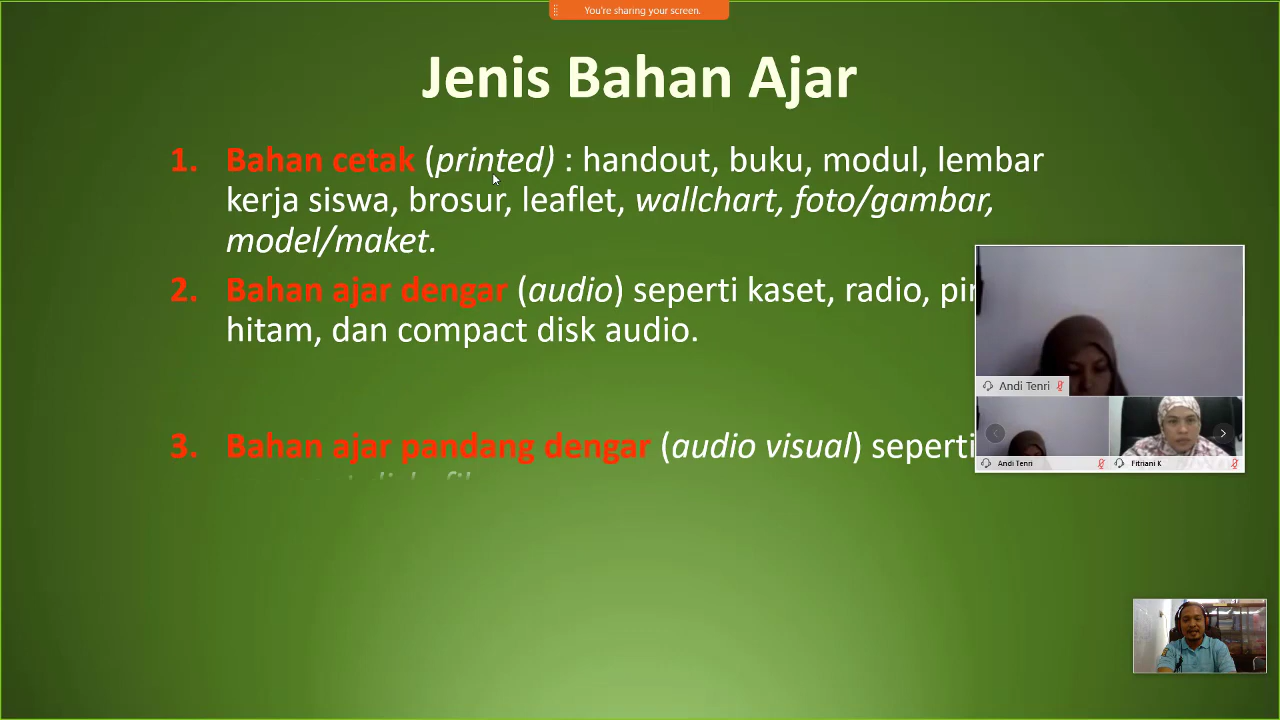 You're sharing your screen.
Jenis Bahan Ajar
1. Bahan cetak (printed) : handout, buku, modul, lembar
kerja siswa, brosur, leaflet, wallchart, foto/gambar,
model/maket.
2. Bahan ajar dengar (audio) seperti kaset, radio,
hitam, dan compact disk audio.
3. Bahan ajar pandang dengar (audio visual) seperti
Andi Tenri
Andi Tenri
Fitriani K